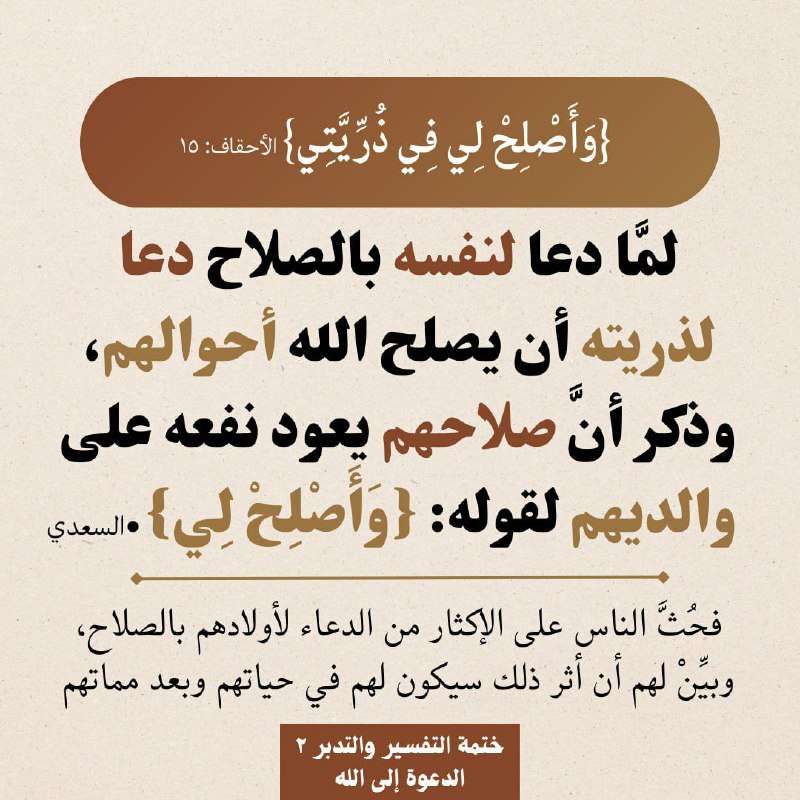 {وَأَصْلِحْ لِي فِي ذُرِّيَّتِي} الأحقاف: ١٥
لمَّا دعا لنفسه بالصلاح دعا
لذريته أن يصلح الله أحوالهم،
وذكر أنَّ صلاحهم يعود نفعه على
والديهم لقوله: {وَأَصْلِحْ لِي} •السعدي
فحُثَّ الناس على الإكثار من الدعاء لأولادهم بالصلاح،
وبيِّنْ لهم أن أثر ذلك سيكون لهم في حياتهم وبعد مماتهم
ختمة التفسير والتدبر ٢
الدعوة إلى الله